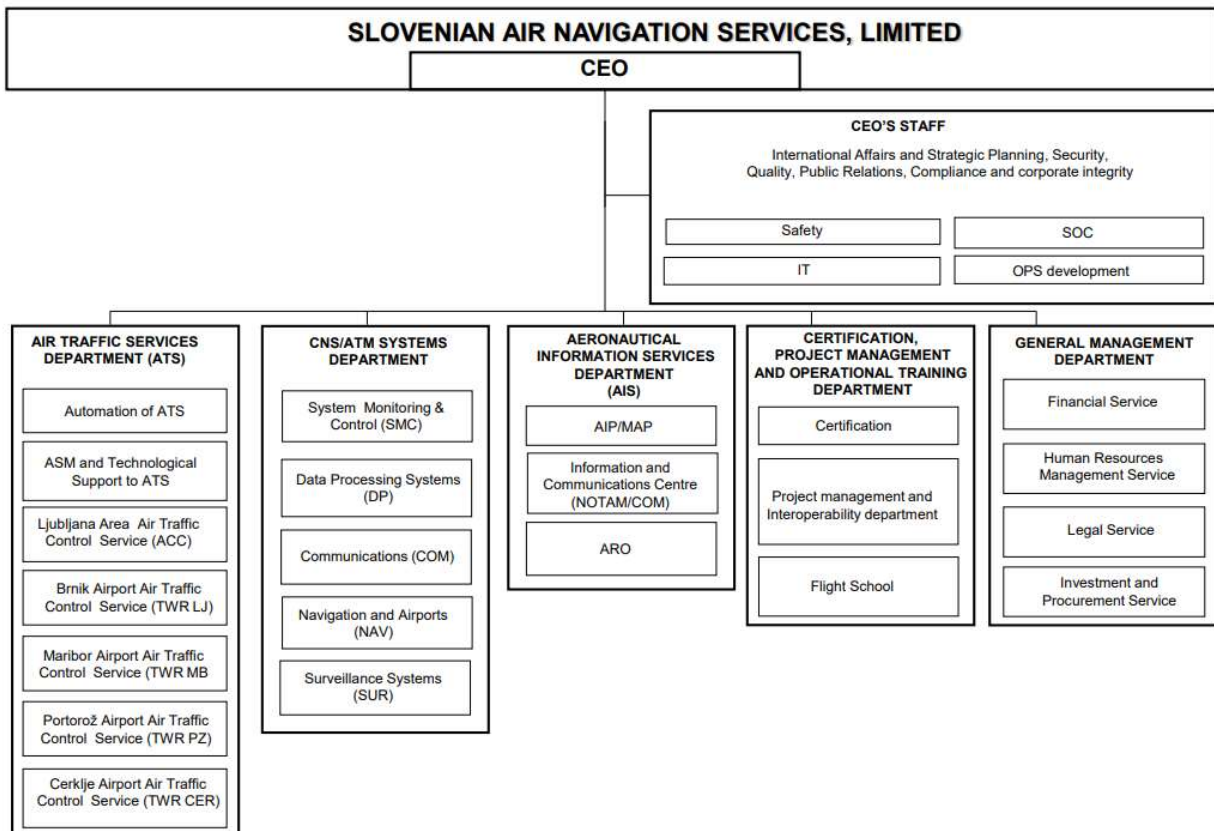 SLOVENIAN AIR NAVIGATION SERVICES, LIMITED
CEO
CEO'S STAFF
International Affairs and Strategic Planning, Security,
Quality, Public Relations, Compliance and corporate integrity
Safety
SOC
IT
OPS development
AIR TRAFFIC SERVICES
DEPARTMENT (ATS)
Automation of ATS
ASM and Technological
Support to ATS
Ljubljana Area Air Traffic
Control Service (ACC)
Brnik Airport Air Traffic
Control Service (TWR LJ)
Maribor Airport Air Traffic
Control Service (TWR MB
Portorož Airport Air Traffic
Control Service (TWR PZ)
Cerklje Airport Air Traffic
Control Service (TWR CER)
CNS/ATM SYSTEMS
DEPARTMENT
System Monitoring &
Control (SMC)
Data Processing Systems
(DP)
Communications (COM)
Navigation and Airports
(NAV)
Surveillance Systems
(SUR)
AERONAUTICAL
INFORMATION SERVICES
DEPARTMENT
(AIS)
AIP/MAP
Information and
Communications Centre
(NOTAM/COM)
ARO
CERTIFICATION,
PROJECT MANAGEMENT
AND OPERATIONAL TRAINING
DEPARTMENT
Certification
Project management and
Interoperability department
Flight School
GENERAL MANAGEMENT
DEPARTMENT
Financial Service
Human Resources
Management Service
Legal Service
Investment and
Procurement Service